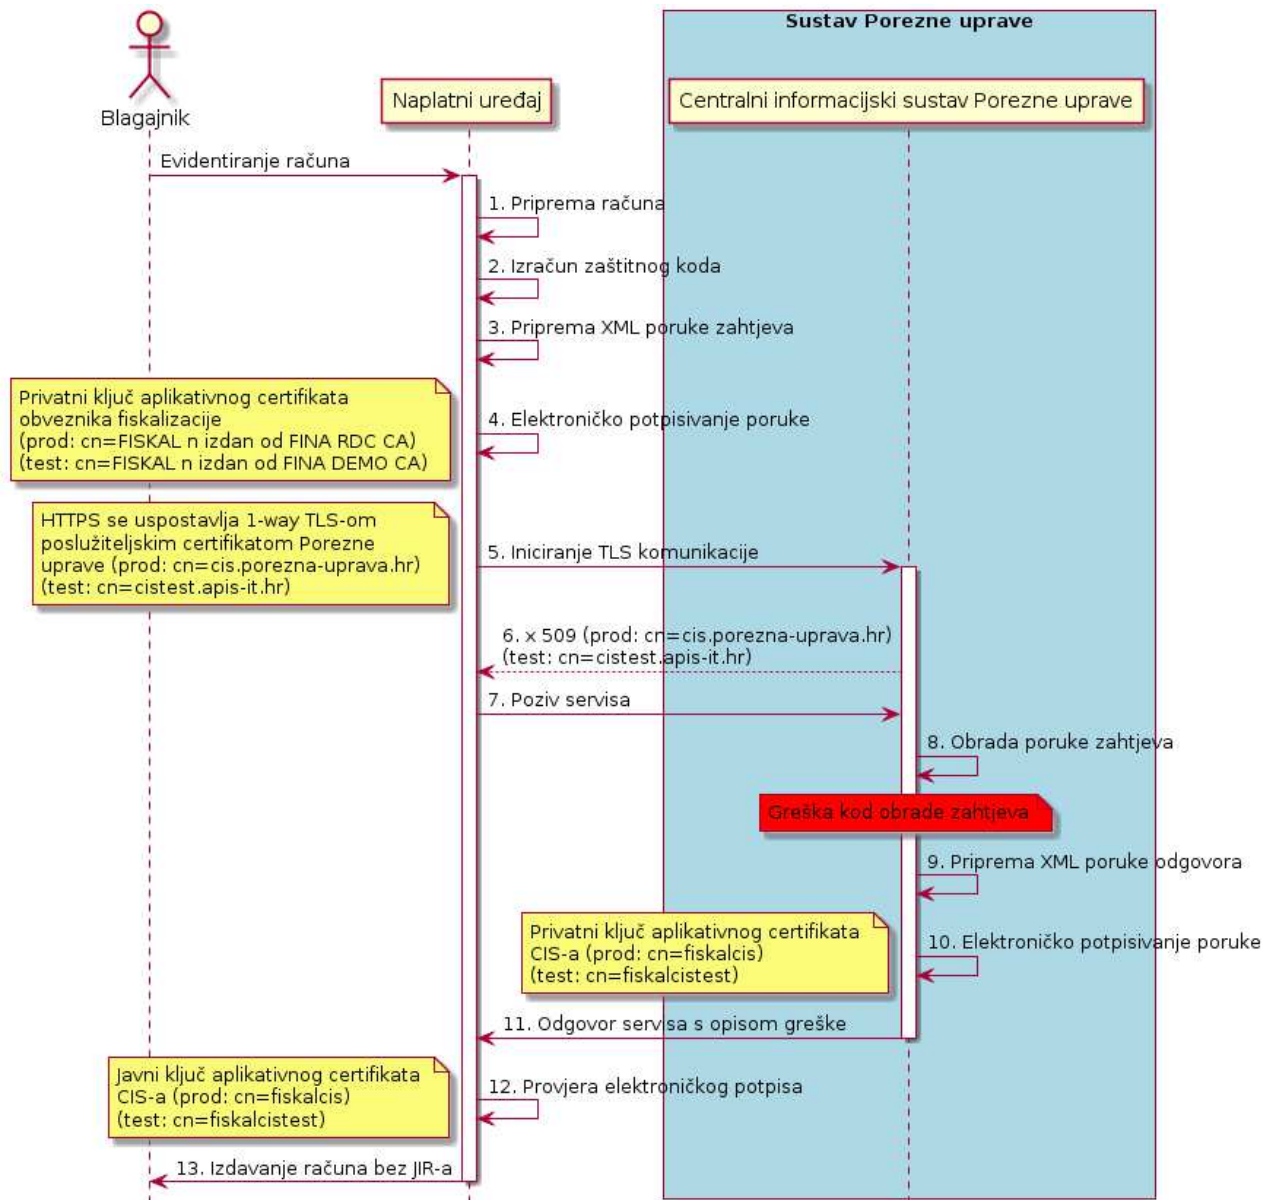 Sustav Porezne uprave
Blagajnik
Naplatni uređaj
Centralni informacijski sustav Porezne uprave
Evidentiranje računa
1. Priprema računa
2. Izračun zaštitnog koda
3. Priprema XML poruke zahtjeva
Privatni ključ aplikativnog certifikata
obveznika fiskalizacije
(prod: cn=FISKAL n izdan od FINA RDC CA)
(test: cn=FISKAL n izdan od FINA DEMO CA)
4. Elektroničko potpisivanje poruke
HTTPS se uspostavlja 1-way TLS-om
poslužiteljskim certifikatom Porezne
uprave (prod: cn=cis.porezna-uprava.hr)
(test: cn=cistest.apis-it.hr)
5. Iniciranje TLS komunikacije
6. x 509 (prod: cn=cis.porezna-uprava.hr)
(test: cn=cistest.apis-it.hr)
7. Poziv servisa
8. Obrada poruke zahtjeva
Greška kod obrade zahtjeva
9. Priprema XML poruke odgovora
Privatni ključ aplikativnog certifikata
CIS-a (prod: cn=fiskalcis)
(test: cn=fiskalcistest)
10. Elektroničko potpisivanje poruke
11. Odgovor servisa s opisom greške
Javni ključ aplikativnog certifikata
CIS-a (prod: cn=fiskalcis)
(test: cn=fiskalcistest)
12. Provjera elektroničkog potpisa
13. Izdavanje računa bez JIR-a